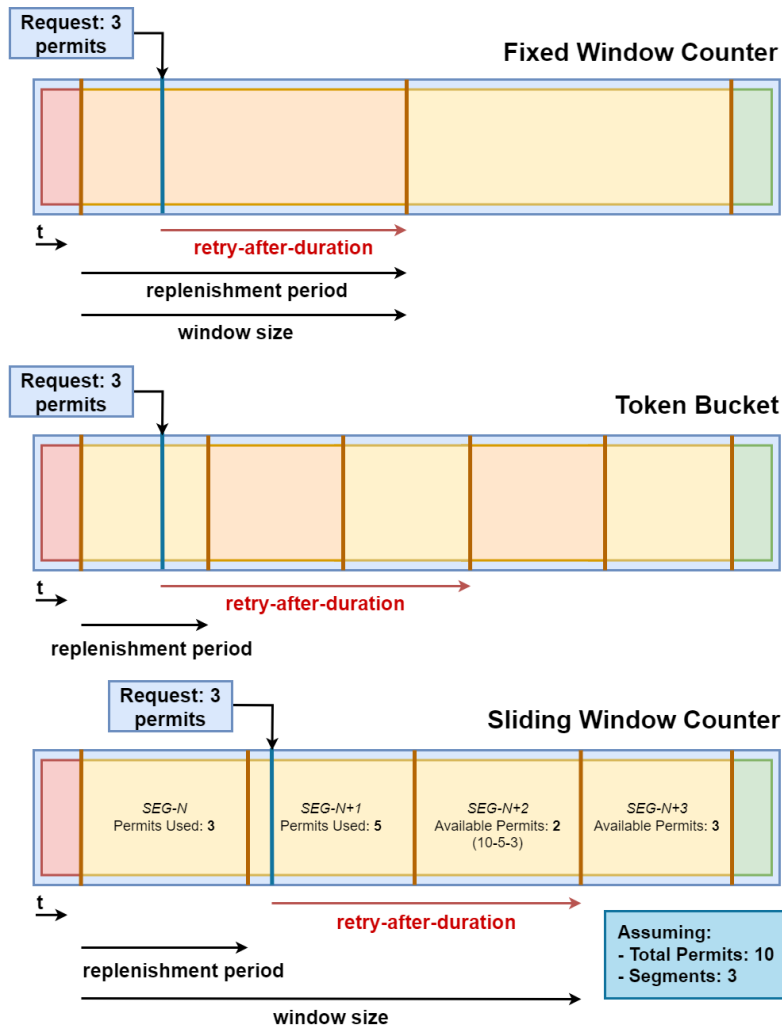 Request: 3
permits
Fixed Window Counter
t
retry-after-duration
replenishment period
window size
Request: 3
permits
Token Bucket
t
retry-after-duration
replenishment period
Request: 3
permits
Sliding Window Counter
SEG-N
Permits Used: 3
SEG-N+1
Permits Used: 5
SEG-N+2
Available Permits: 2
(10-5-3)
SEG-N+3
Available Permits: 3
t
retry-after-duration
replenishment period
window size
Assuming:
- Total Permits: 10
- Segments: 3